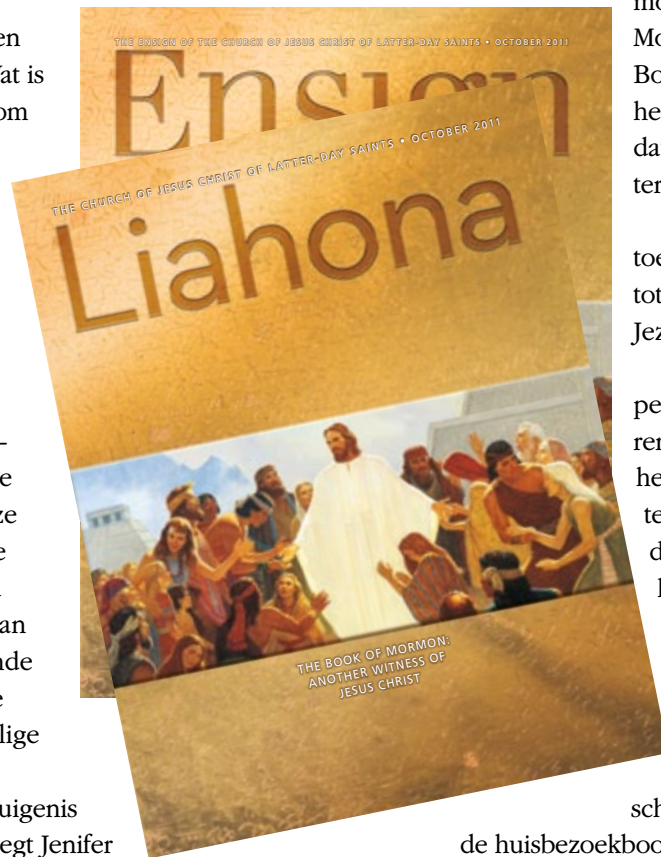 en
at is
om
e
ze
e
an
nde
e
lige
uigenis
egt Jenifer
THE ENSIGN OF THE CHURCH OF JESUS CHRIST OF LATTER-DAY SAINTS • OCTOBER 2011
Ensign
THE CHURCH OF JESUS CHRIST OF LATTER-DAY SAINTS • OCTOBER 2011
Liahona
THE BOOK OF MORMON:
ANOTHER WITNESS OF
JESUS CHRIST
Mo
Bo
he
da
ter
toe
tot
Jez
pe
ren
he
te
d
sch
de huisbezoekboo